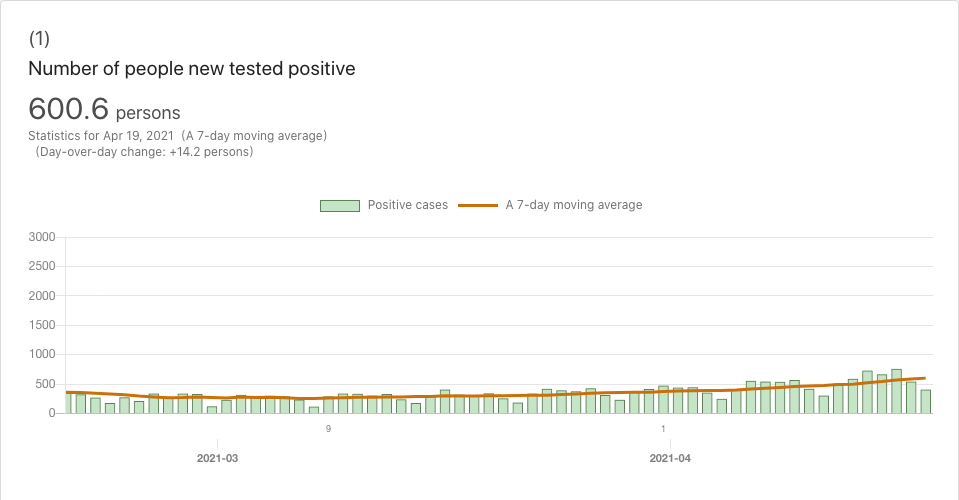 (1)
Number of people new tested positive
600.6 persons
Statistics for Apr 19, 2021 (A 7-day moving average)
(Day-over-day change: +14.2 persons)
Positive cases A 7-day moving average
3000
2500
2000
1500
1000
500
0
9 1
2021-03 2021-04